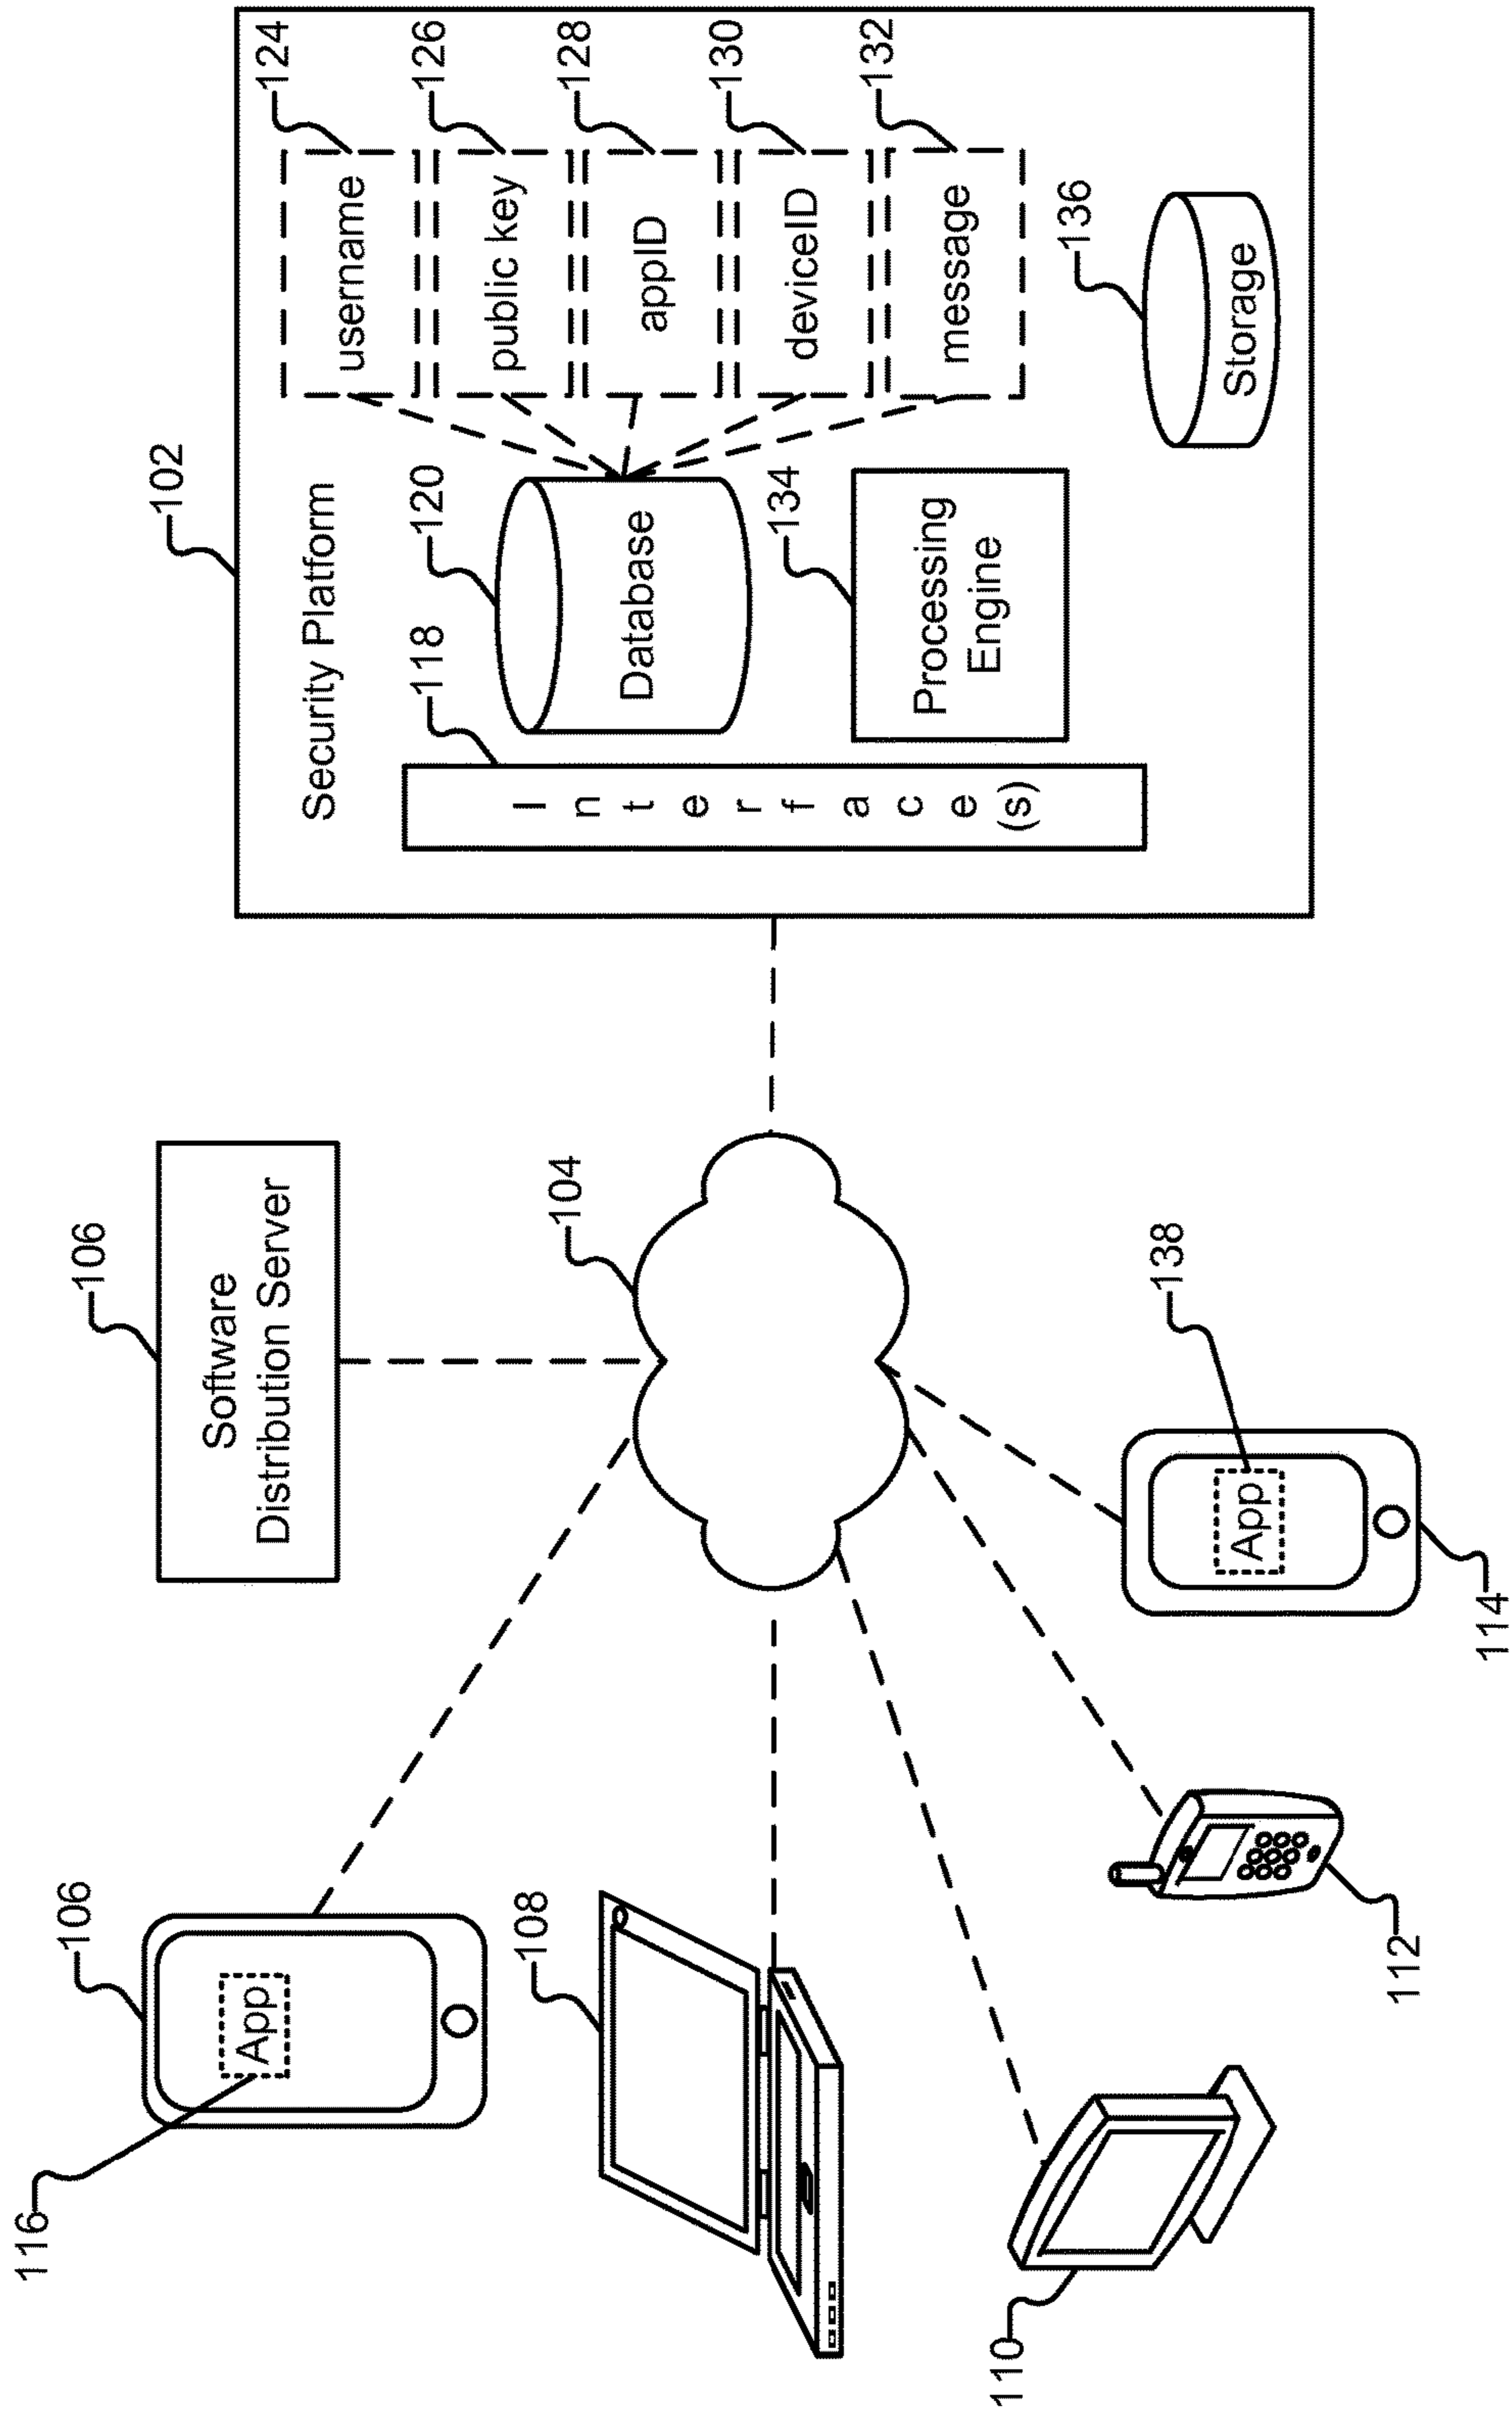 106
Software
Distribution Server
102
Security Platform
124
username
120
126
public key
118
128
appID
Database
130
deviceID
I
n
t
e
r
f
a
c
e
(s)
134
132
message
Processing
Engine
136
Storage
104
116
106
App
108
110
112
138
App
114